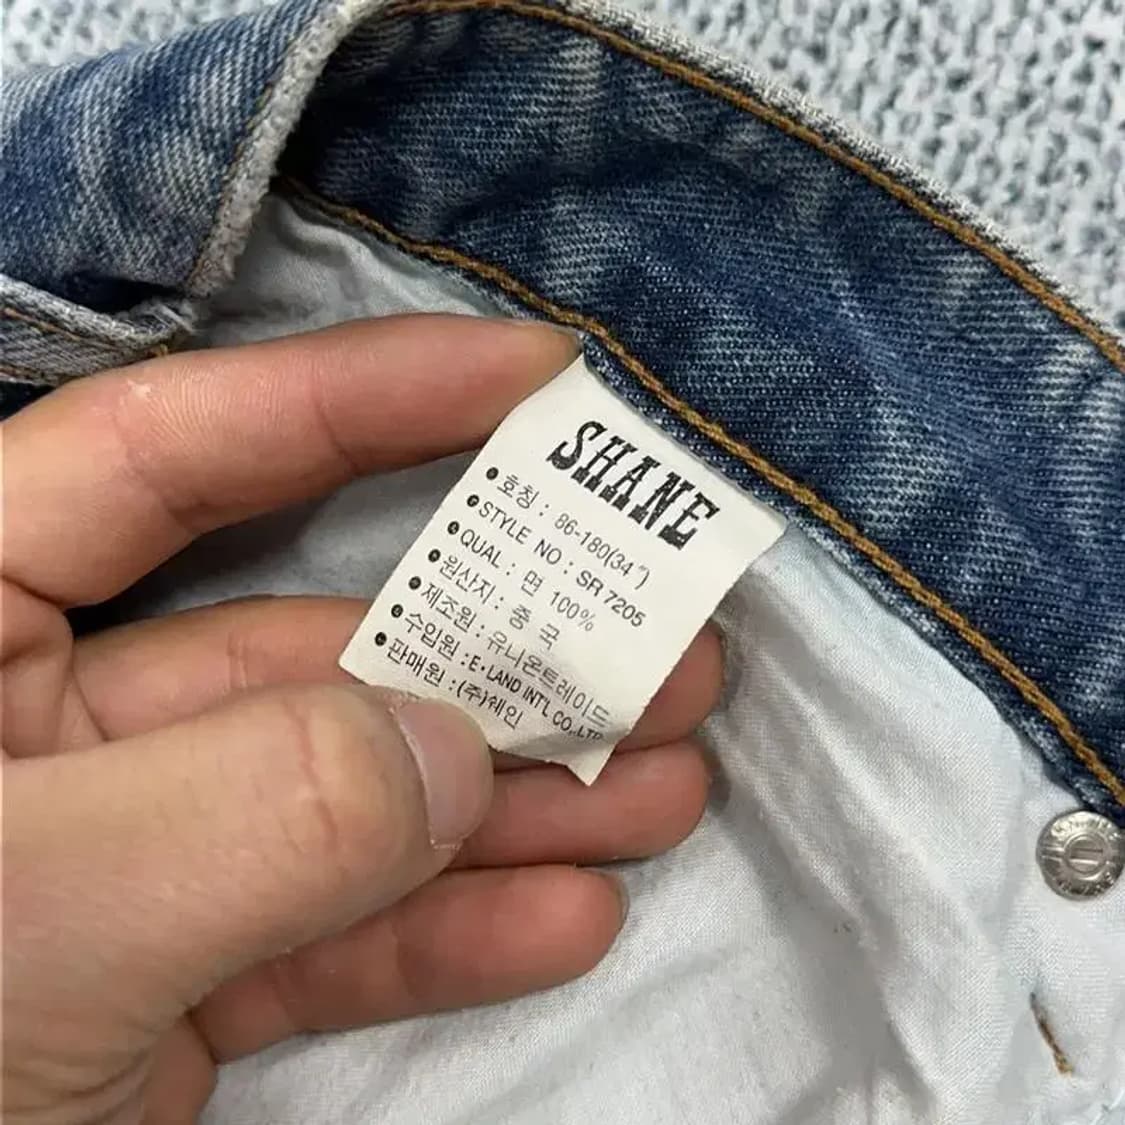 SHANE
• 호칭 : 86-180(34")
• STYLE NO : SR 7205
• QUAL : 면 100%
• 원산지 : 중국
• 제조원 : 유니온트레이드
• 수입원 : E·LAND INT'L CO.,LTD
• 판매원 : (주)쉐인